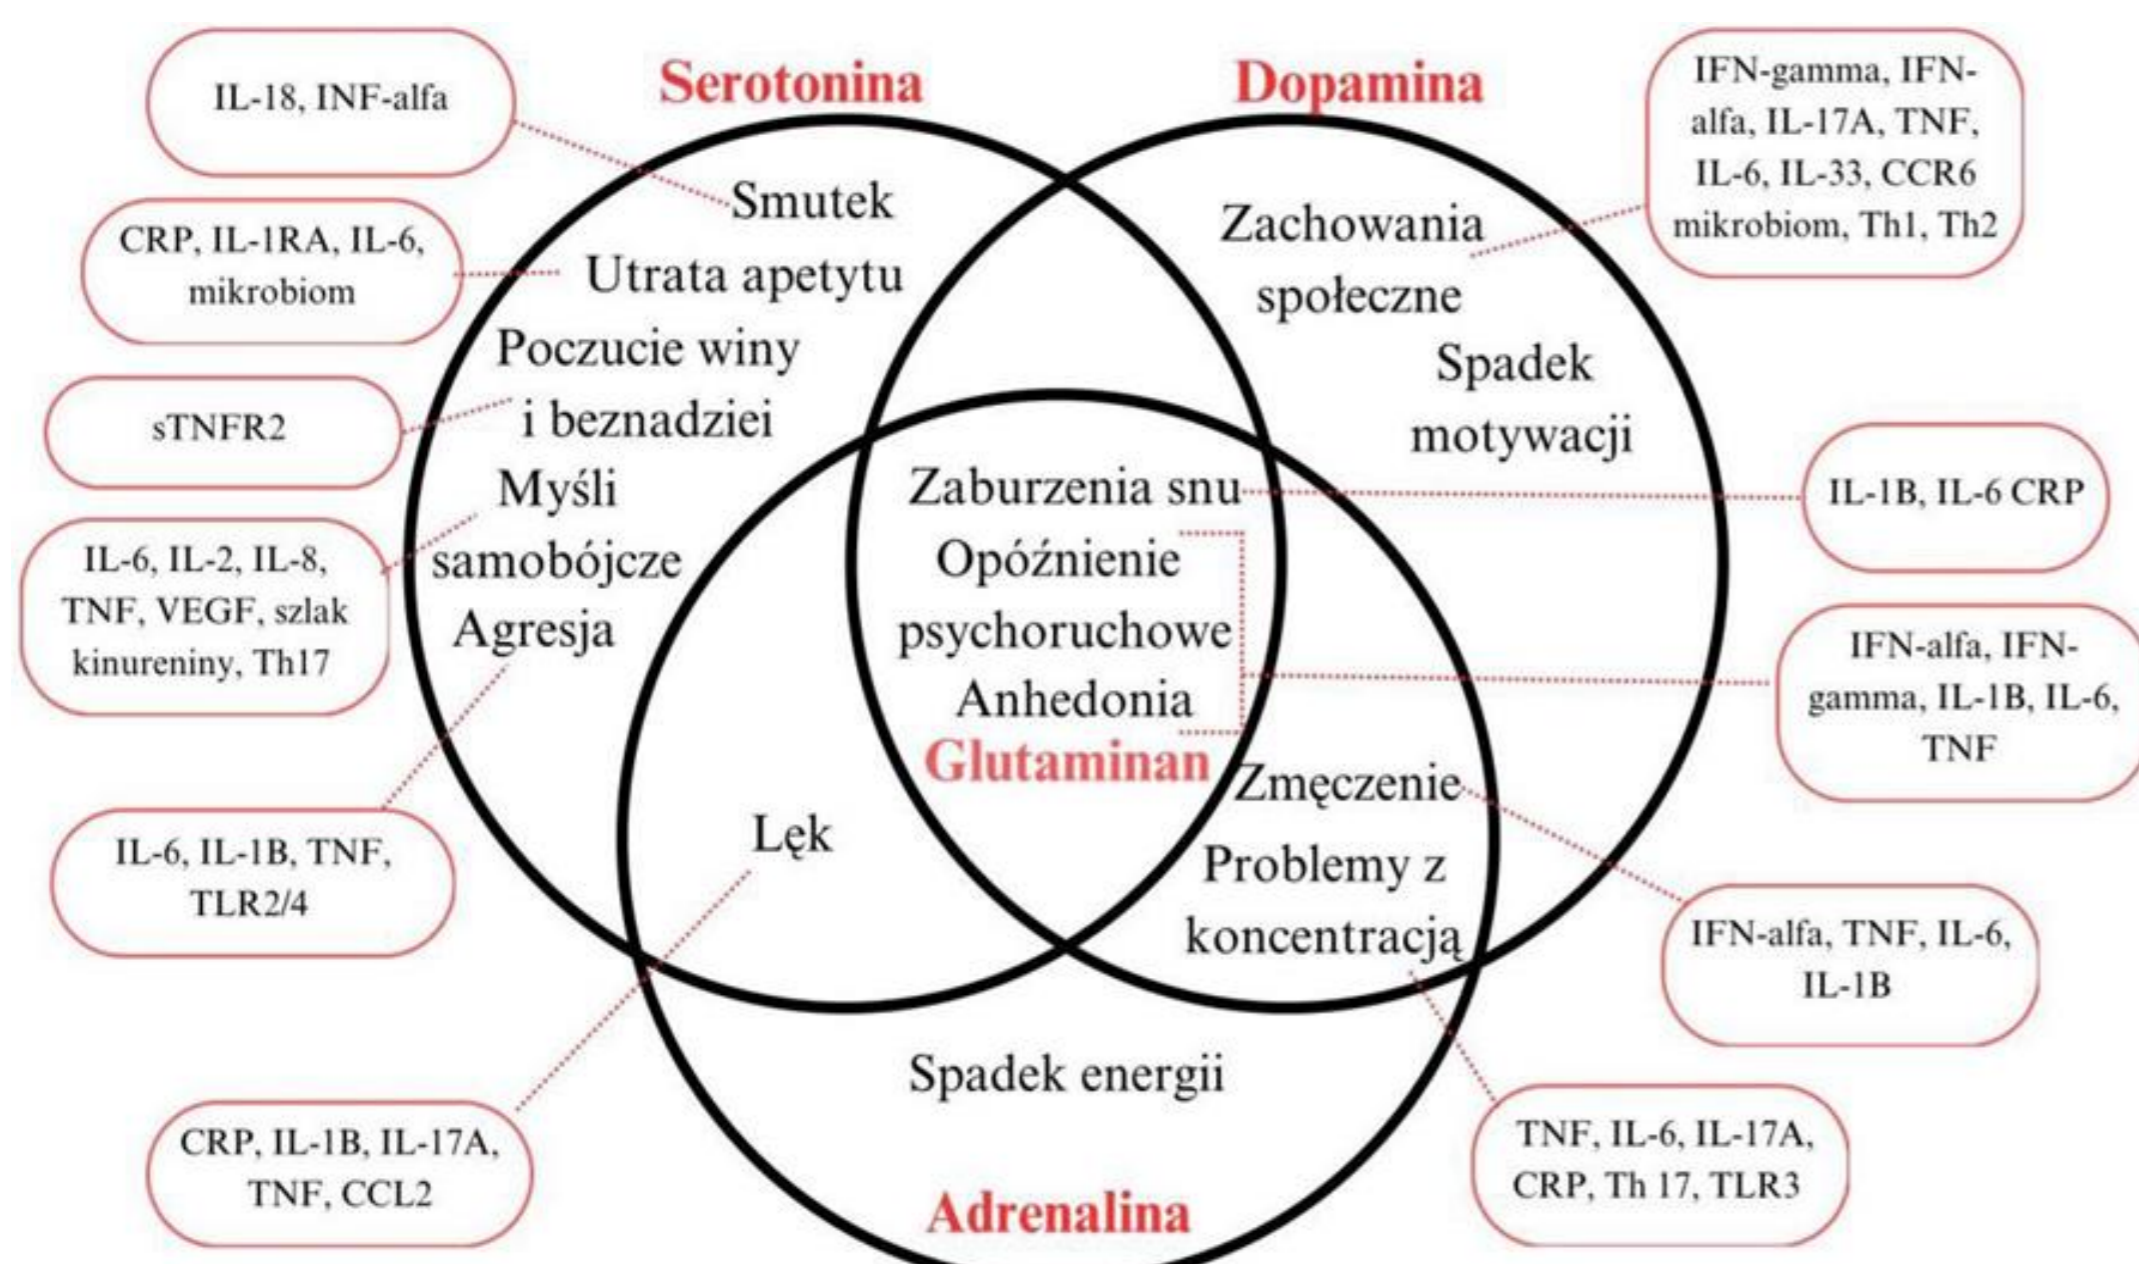 Serotonina
Dopamina
IL-18, INF-alfa
CRP, IL-1RA, IL-6,
mikrobiom
sTNFR2
IL-6, IL-2, IL-8,
TNF, VEGF, szlak
kinureniny, Th17
IL-6, IL-1B, TNF,
TLR2/4
CRP, IL-1B, IL-17A,
TNF, CCL2
Smutek
Utrata apetytu
Poczucie winy
i beznadziei
Myśli
samobójcze
Agresja
Lęk
Zaburzenia snu
Opóźnienie
psychoruchowe
Anhedonia
Glutaminan
Zachowania
społeczne
Spadek
motywacji
Zmęczenie
Problemy z
koncentracją
Spadek energii
Adrenalina
IFN-gamma, IFN-
alfa, IL-17A, TNF,
IL-6, IL-33, CCR6
mikrobiom, Th1, Th2
IL-1B, IL-6 CRP
IFN-alfa, IFN-
gamma, IL-1B, IL-6,
TNF
IFN-alfa, TNF, IL-6,
IL-1B
TNF, IL-6, IL-17A,
CRP, Th 17, TLR3